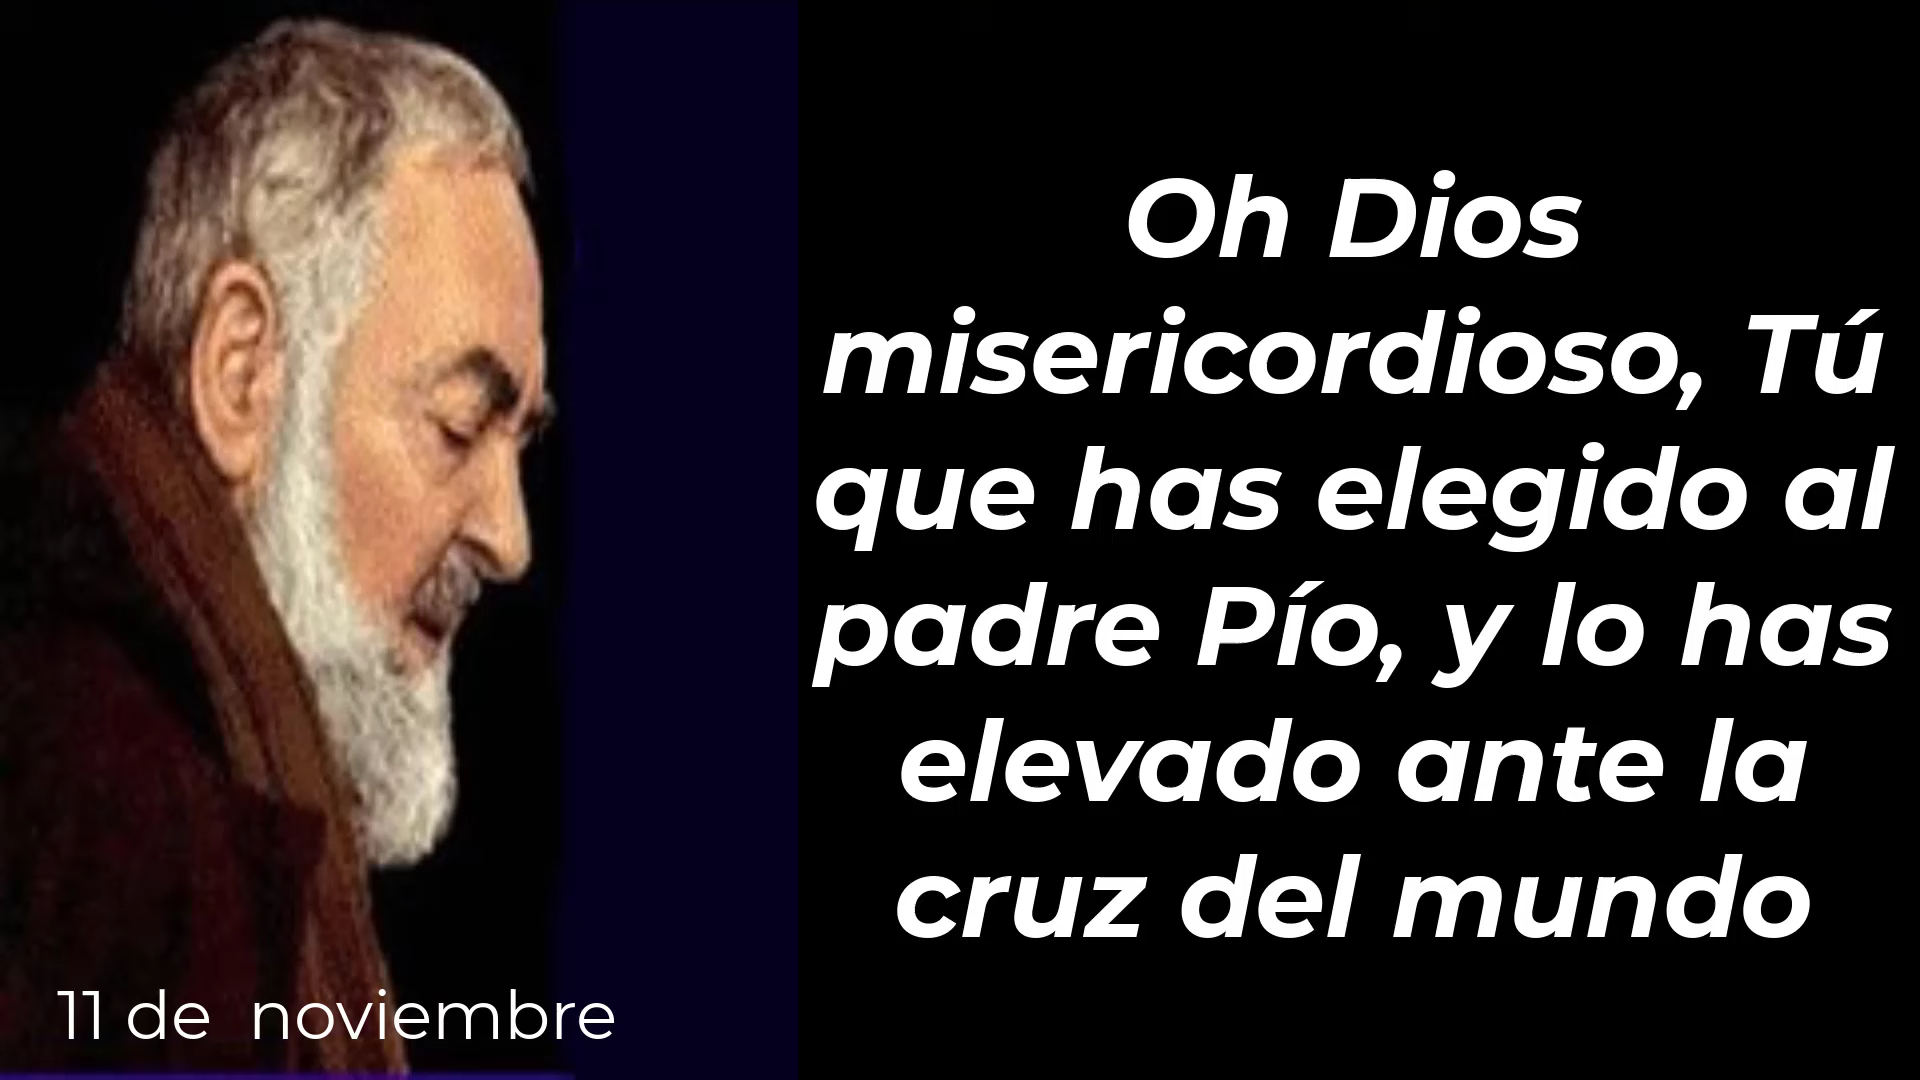 Oh Dios
misericordioso, Tú
que has elegido al
padre Pío, y lo has
elevado ante la
cruz del mundo
11 de noviembre